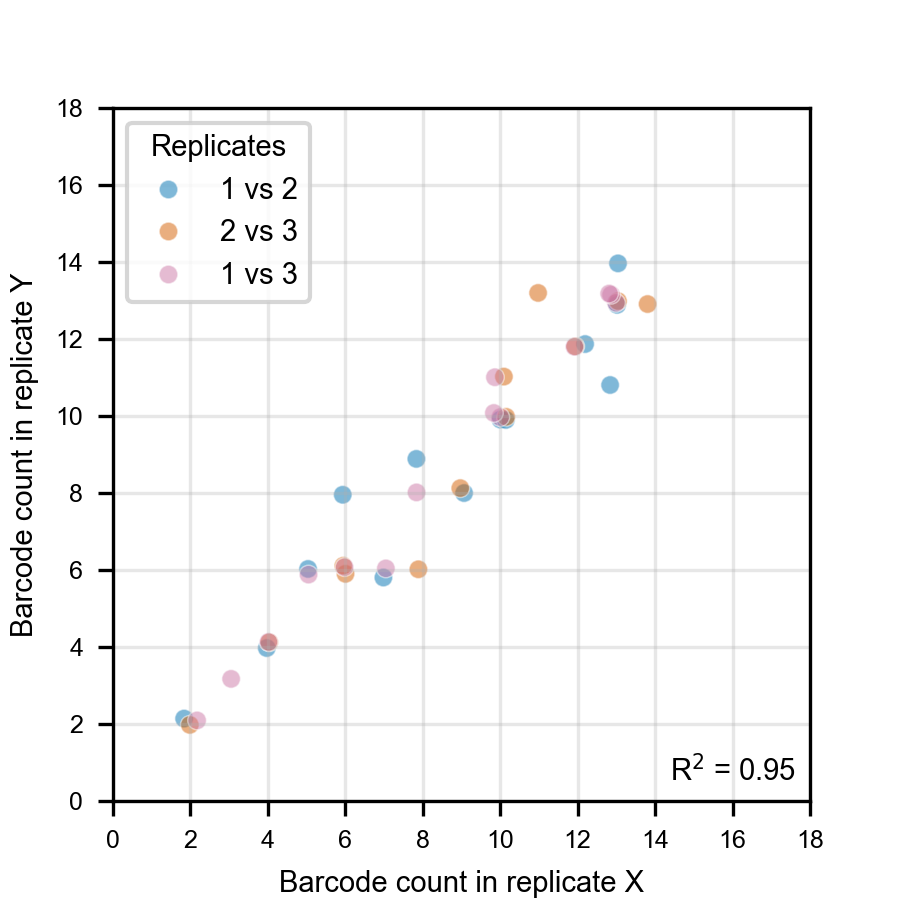 Replicates
1 vs 2
2 vs 3
1 vs 3
18
16
14
12
10
8
6
4
2
0
Barcode count in replicate Y
R² = 0.95
0 2 4 6 8 10 12 14 16 18
Barcode count in replicate X